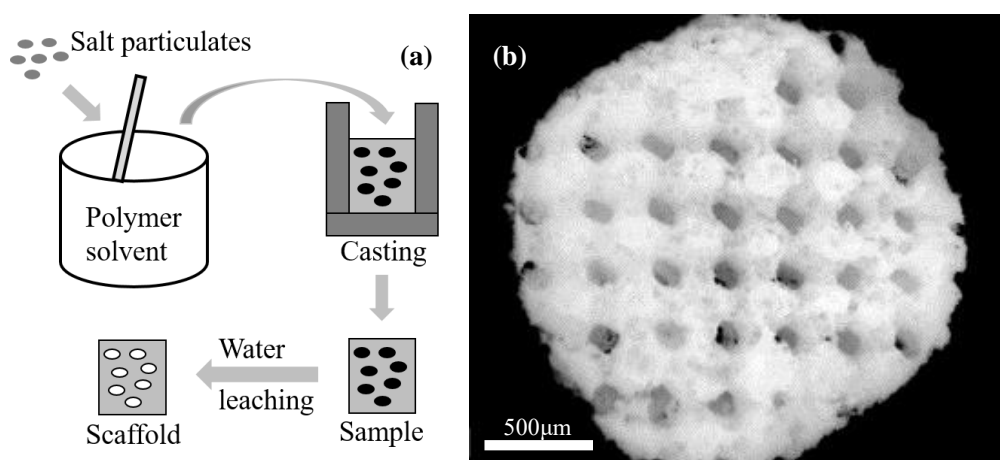 Salt particulates
(a)
Polymer
solvent
Casting
Water
leaching
Scaffold
Sample
(b)
500μm